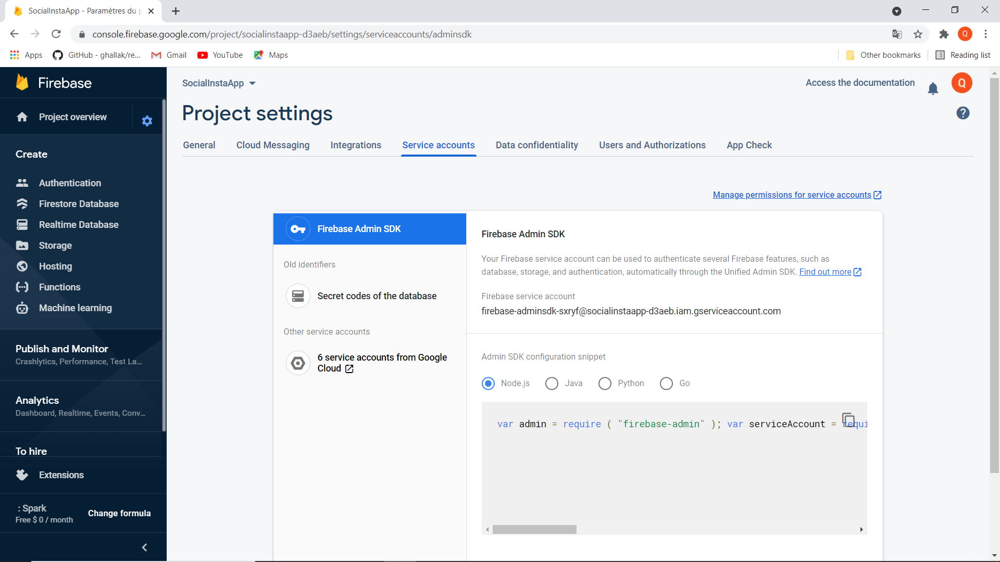 SocialInstaApp - Paramètres du p
console.firebase.google.com/project/socialinstaapp-d3aeb/settings/serviceaccounts/adminsdk
Q
Apps
GitHub - ghallak/re...
Gmail
YouTube
Maps
Other bookmarks
Reading list
Firebase
SocialInstaApp
Access the documentation
Q
Project overview
Project settings
?
General
Cloud Messaging
Integrations
Service accounts
Data confidentiality
Users and Authorizations
App Check
Create
Authentication
Firestore Database
Realtime Database
Storage
Hosting
Functions
Machine learning
Publish and Monitor
Crashlytics, Performance, Test La...
Analytics
Dashboard, Realtime, Events, Conv...
To hire
Extensions
: Spark
Free $ 0 / month
Change formula
Manage permissions for service accounts
Firebase Admin SDK
Old identifiers
Secret codes of the database
Other service accounts
6 service accounts from Google
Cloud
Firebase Admin SDK
Your Firebase service account can be used to authenticate several Firebase features, such as
database, storage, and authentication, automatically through the Unified Admin SDK. Find out more
Firebase service account
firebase-adminsdk-sxryf@socialinstaapp-d3aeb.iam.gserviceaccount.com
Admin SDK configuration snippet
Node.js
Java
Python
Go
var admin = require ( "firebase-admin" ); var serviceAccount = requi